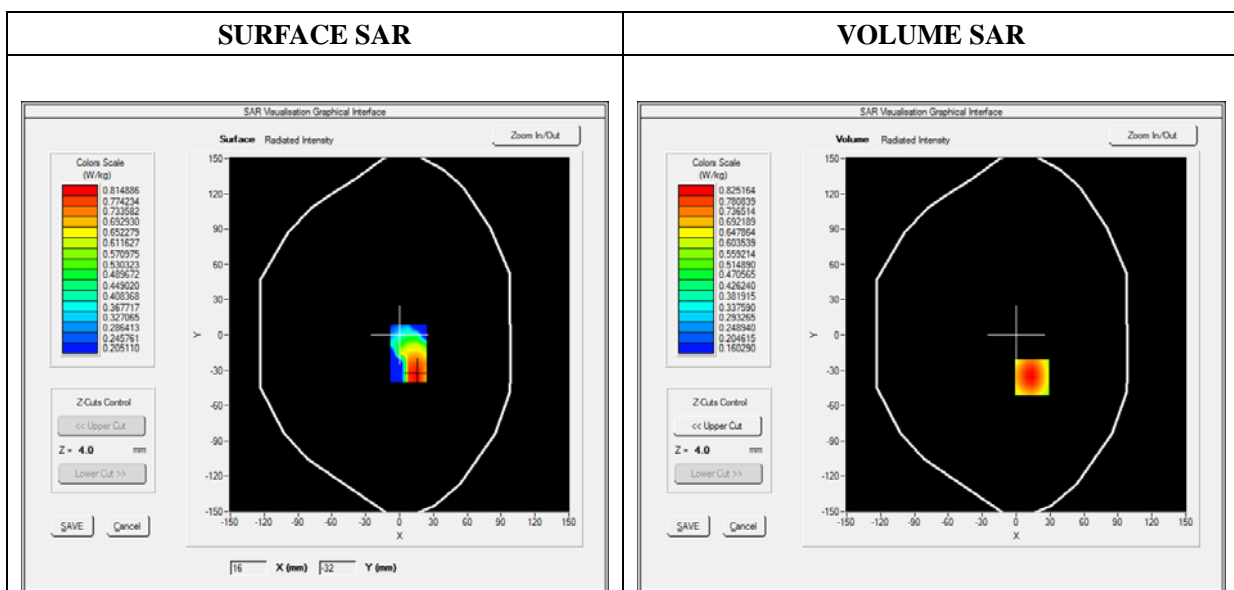 SURFACE SAR
VOLUME SAR
SAR Visualisation Graphical Interface
Surface Radiated Intensity
Zoom In/Out
Colors Scale
(W/kg)
0.814886
0.774234
0.733582
0.692930
0.652279
0.611627
0.570975
0.530323
0.489672
0.449020
0.408368
0.367717
0.327065
0.286413
0.245761
0.205110
Z-Cuts Control
<< Upper Cut
Z = 4.0 mm
Lower Cut >>
SAVE Cancel
150
120
90
60
30
0
-30
-60
-90
-120
-150
Y
-150 -120 -90 -60 -30 0 30 60 90 120 150
X
16 X (mm) -32 Y (mm)
SAR Visualisation Graphical Interface
Volume Radiated Intensity
Zoom In/Out
Colors Scale
(W/kg)
0.825164
0.780839
0.736514
0.692189
0.647864
0.603539
0.559214
0.514890
0.470565
0.426240
0.381915
0.337590
0.293265
0.248940
0.204615
0.160290
Z-Cuts Control
<< Upper Cut
Z = 4.0 mm
Lower Cut >>
SAVE Cancel
150
120
90
60
30
0
-30
-60
-90
-120
-150
Y
-150 -120 -90 -60 -30 0 30 60 90 120 150
X